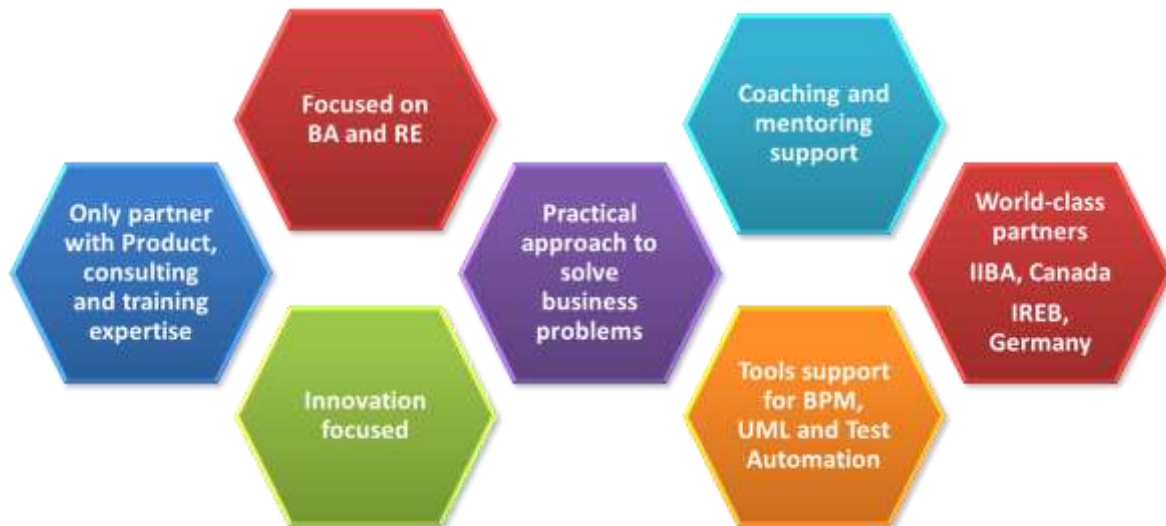 Focused on
BA and RE
Coaching and
mentoring
support
Only partner
with Product,
consulting
and training
expertise
Practical
approach to
solve
business
problems
World-class
partners
IIBA, Canada
IREB,
Germany
Innovation
focused
Tools support
for BPM,
UML and Test
Automation